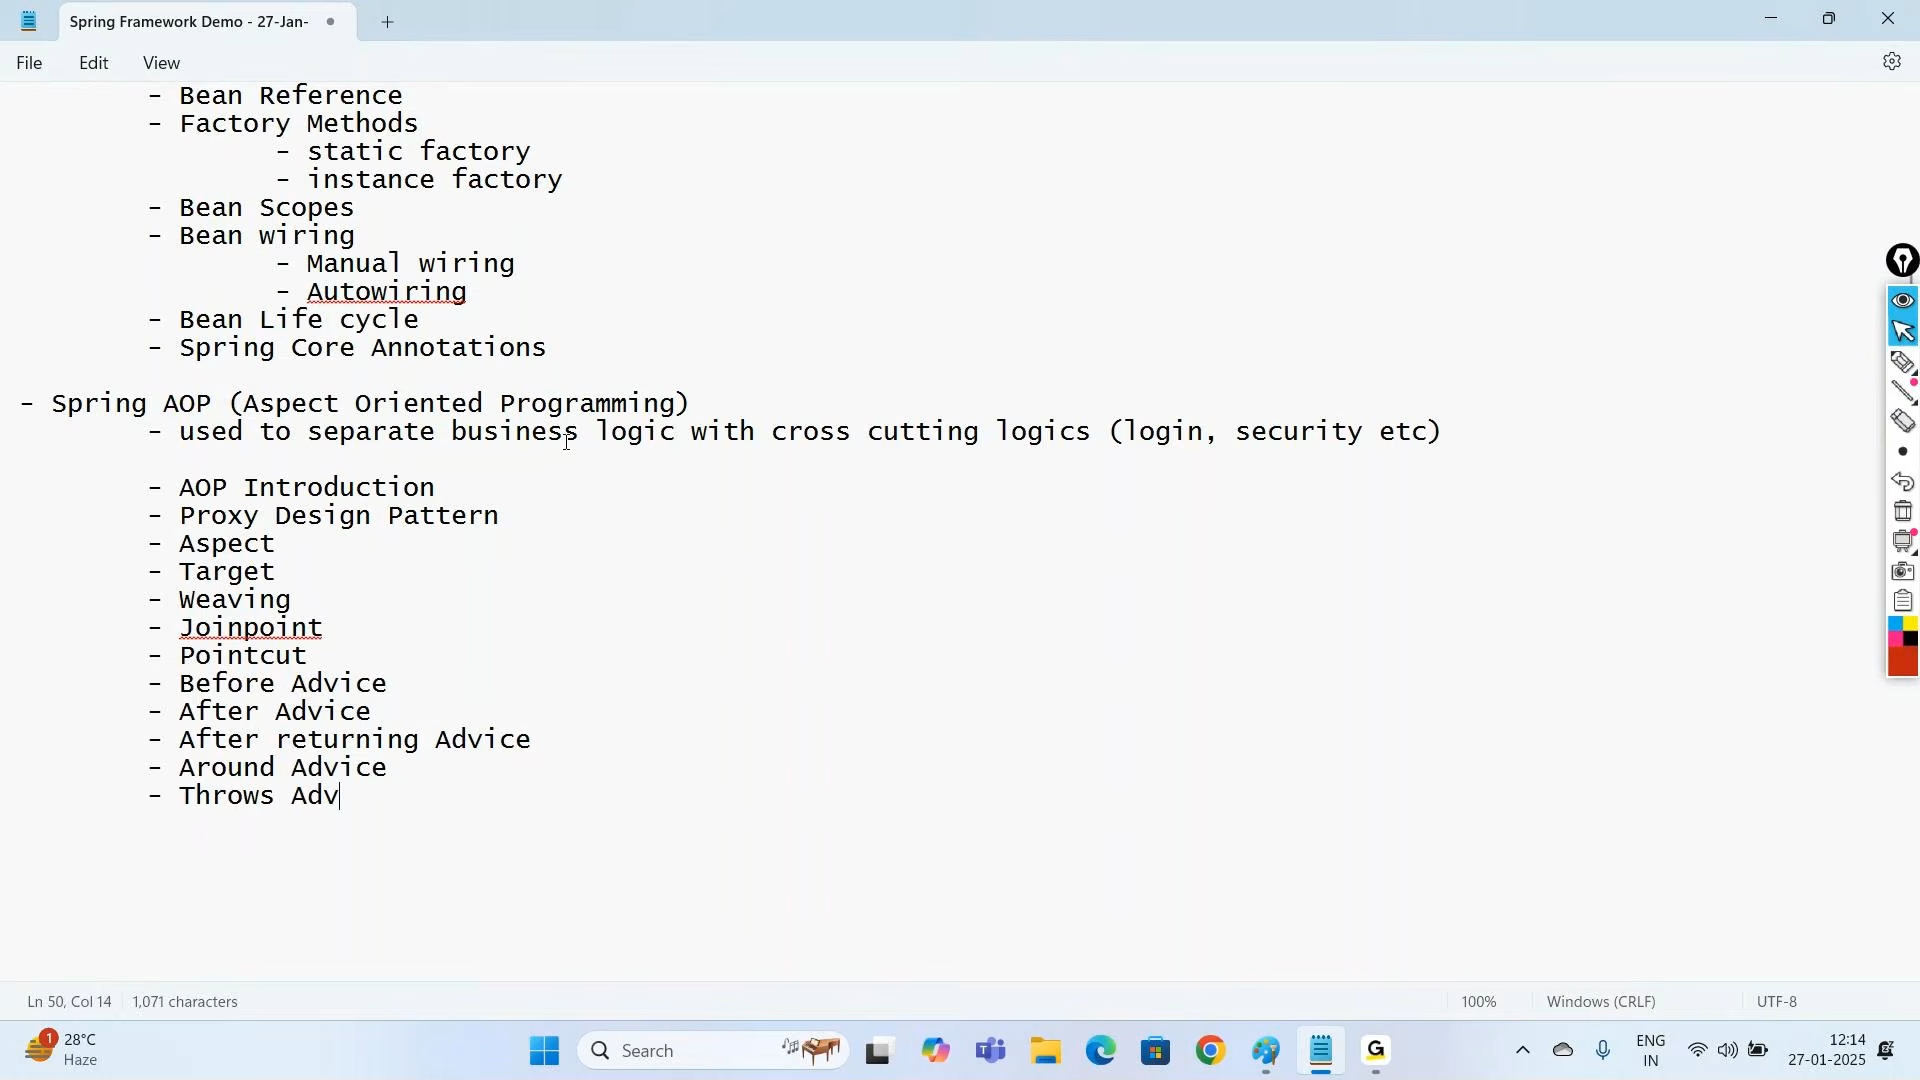 Spring Framework Demo - 27-Jan-
File Edit View
- Bean Reference
- Factory Methods
- static factory
- instance factory
- Bean Scopes
- Bean wiring
- Manual wiring
- Autowiring
- Bean Life cycle
- Spring Core Annotations
- Spring AOP (Aspect Oriented Programming)
- used to separate business logic with cross cutting logics (login, security etc)
- AOP Introduction
- Proxy Design Pattern
- Aspect
- Target
- Weaving
- Joinpoint
- Pointcut
- Before Advice
- After Advice
- After returning Advice
- Around Advice
- Throws Adv
Ln 50, Col 14 1,071 characters 100% Windows (CRLF) UTF-8
1 28°C
Haze
Search
ENG
IN
12:14
27-01-2025